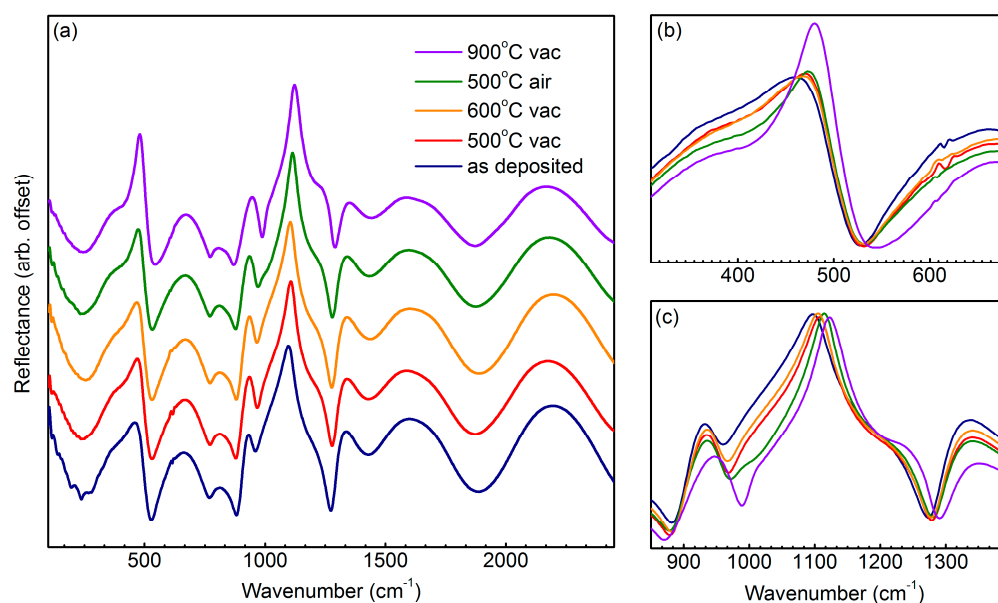 (a)
900°C vac
500°C air
600°C vac
500°C vac
as deposited
Reflectance (arb. offset)
500 1000 1500 2000
Wavenumber (cm⁻¹)
(b)
400 500 600
(c)
900 1000 1100 1200 1300
Wavenumber (cm⁻¹)